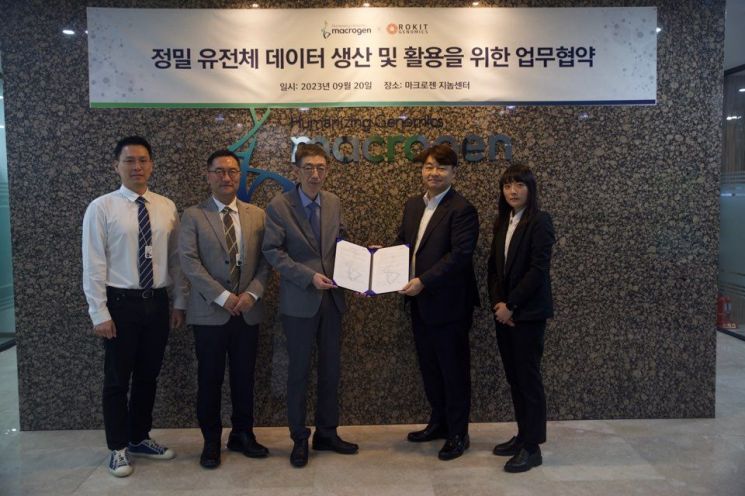 macrogen × ROKIT GENOMICS
정밀 유전체 데이터 생산 및 활용을 위한 업무협약
일시: 2023년 09월 20일 장소: 마크로젠 지놈센터
Humanizing Genomics
macrogen